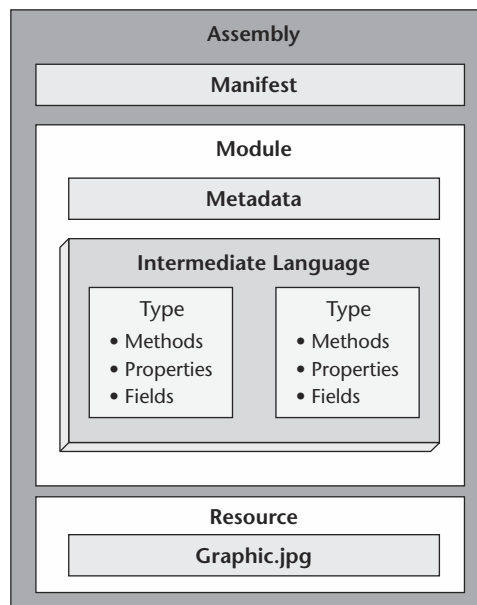 Assembly
Manifest
Module
Metadata
Intermediate Language
Type
• Methods
• Properties
• Fields
Type
• Methods
• Properties
• Fields
Resource
Graphic.jpg